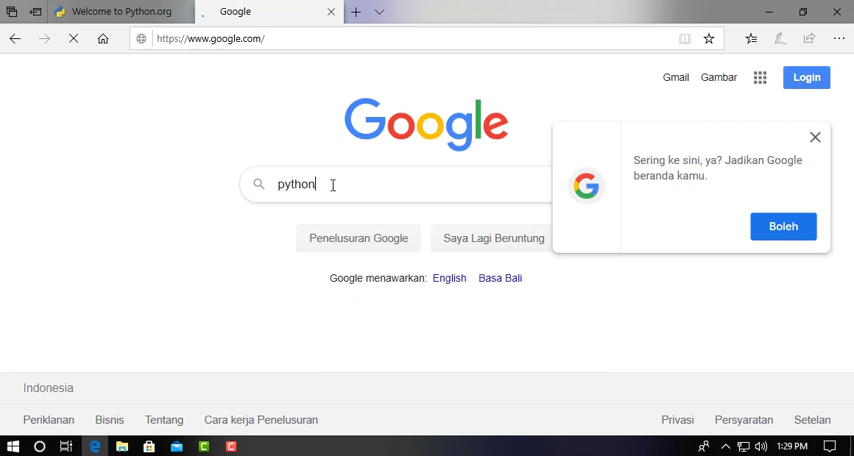 Welcome to Python.org
Google
https://www.google.com/
Gmail Gambar Login
Google
Sering ke sini, ya? Jadikan Google
beranda kamu.
Boleh
python
Penelusuran Google Saya Lagi Beruntung
Google menawarkan: English Basa Bali
Indonesia
Periklanan Bisnis Tentang Cara kerja Penelusuran Privasi Persyaratan Setelan
1:29 PM